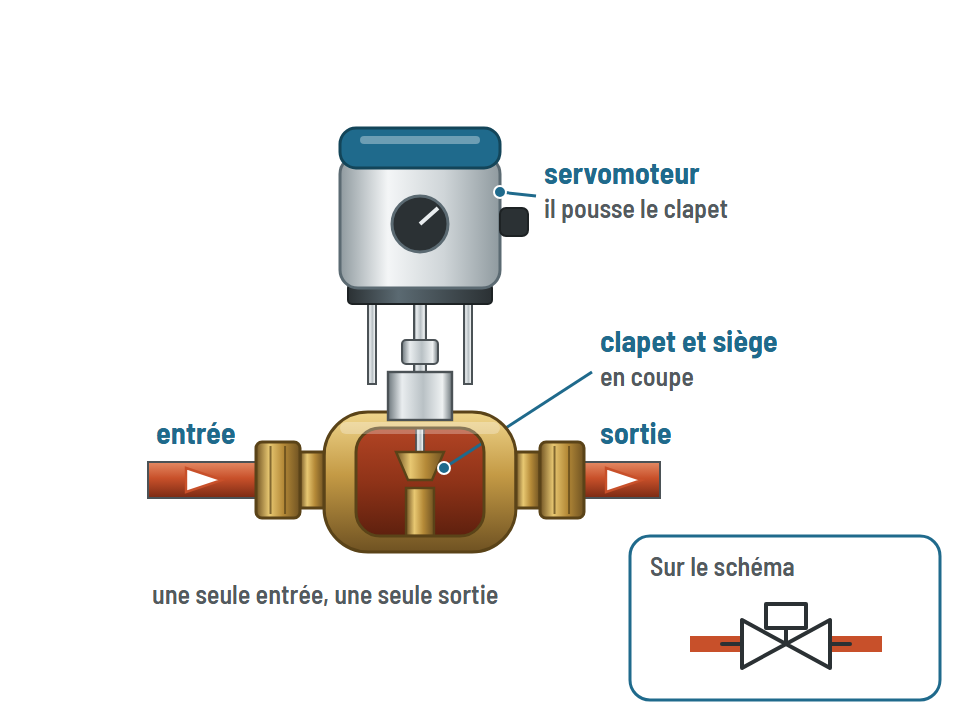 servomoteur
il pousse le clapet
clapet et siège
en coupe
entrée
sortie
une seule entrée, une seule sortie
Sur le schéma